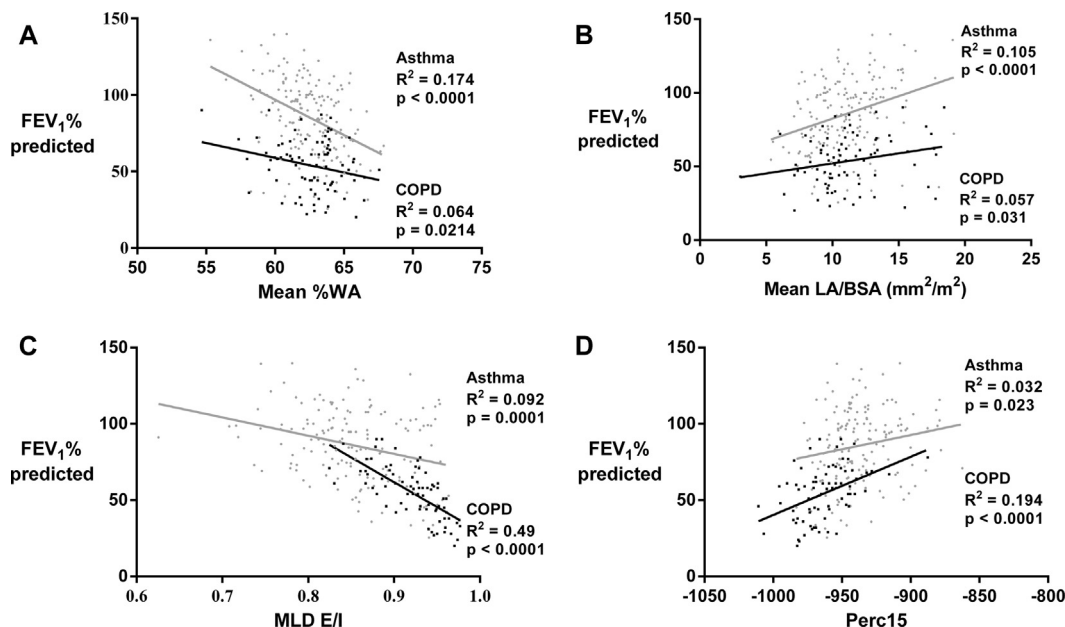 A
150
100
50
0
FEV1%
predicted
Asthma
R2 = 0.174
p < 0.0001
COPD
R2 = 0.064
p = 0.0214
50 55 60 65 70 75
Mean %WA
B
150
100
50
0
FEV1%
predicted
Asthma
R2 = 0.105
p < 0.0001
COPD
R2 = 0.057
p = 0.031
0 5 10 15 20 25
Mean LA/BSA (mm2/m2)
C
150
100
50
0
FEV1%
predicted
Asthma
R2 = 0.092
p = 0.0001
COPD
R2 = 0.49
p < 0.0001
0.6 0.7 0.8 0.9 1.0
MLD E/I
D
150
100
50
0
FEV1%
predicted
Asthma
R2 = 0.032
p = 0.023
COPD
R2 = 0.194
p < 0.0001
-1050 -1000 -950 -900 -850 -800
Perc15